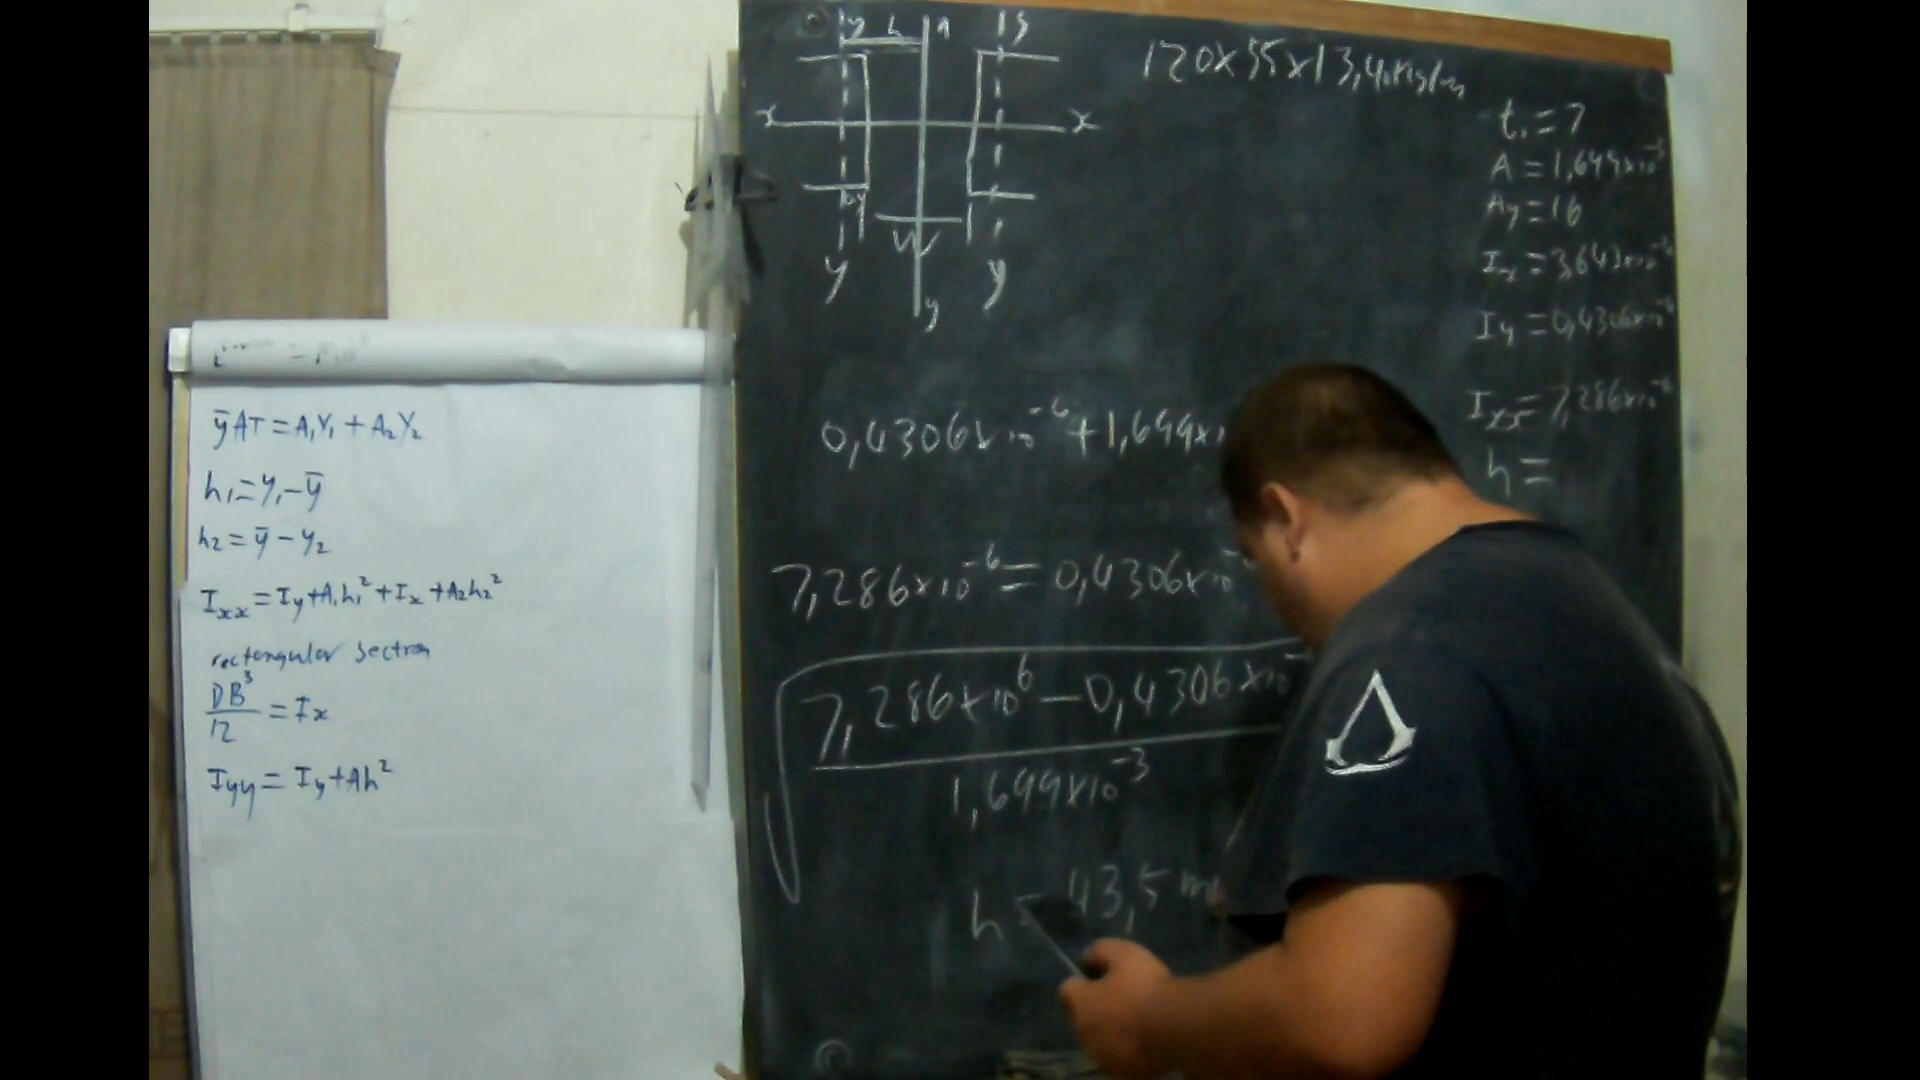 ȳAT = A₁Y₁ + A₂Y₂
h₁ = y₁ - ȳ
h₂ = ȳ - y₂
Ixx = Iy + A₁h₁² + Ix + A₂h₂²
rectangular section
DB³/12 = Ix
Iyy = Iy + Ah²
h
x x
W
y y
y
120x55x13,4
t₁ = 7
A = 1,699x10⁻³
Ay = 16
Ix = 3,643x10⁻⁶
Iy = 0,4306x10⁻⁶
Ixx = 7,286x10⁻⁶
h =
0,4306x10⁻⁶ + 1,699x1
7,286x10⁻⁶ = 0,4306x10⁻
√ 7,286x10⁶ - 0,4306x10⁻
1,699x10⁻³
h = 43,5 m